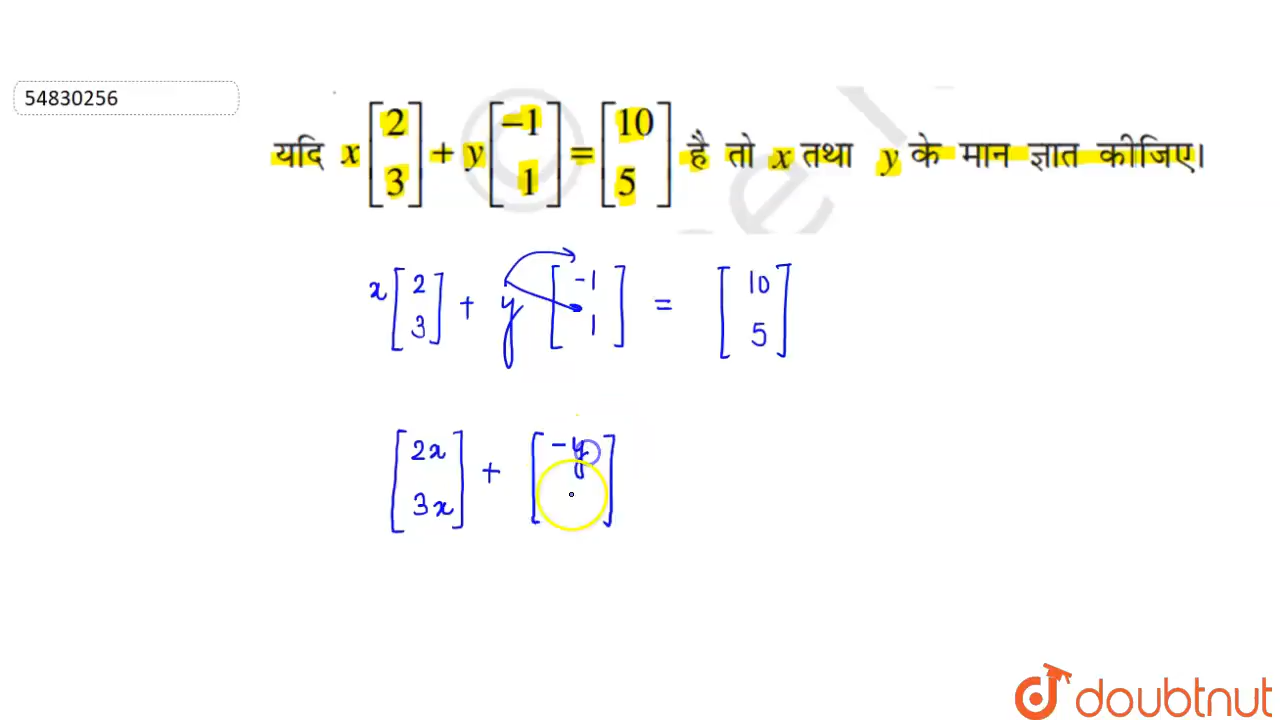 54830256
यदि x [2 3] + y [-1 1] = [10 5] है तो x तथा y के मान ज्ञात कीजिए।
x [2 3] + y [-1 1] = [10 5]
[2x 3x] + [-y ]
doubtnut